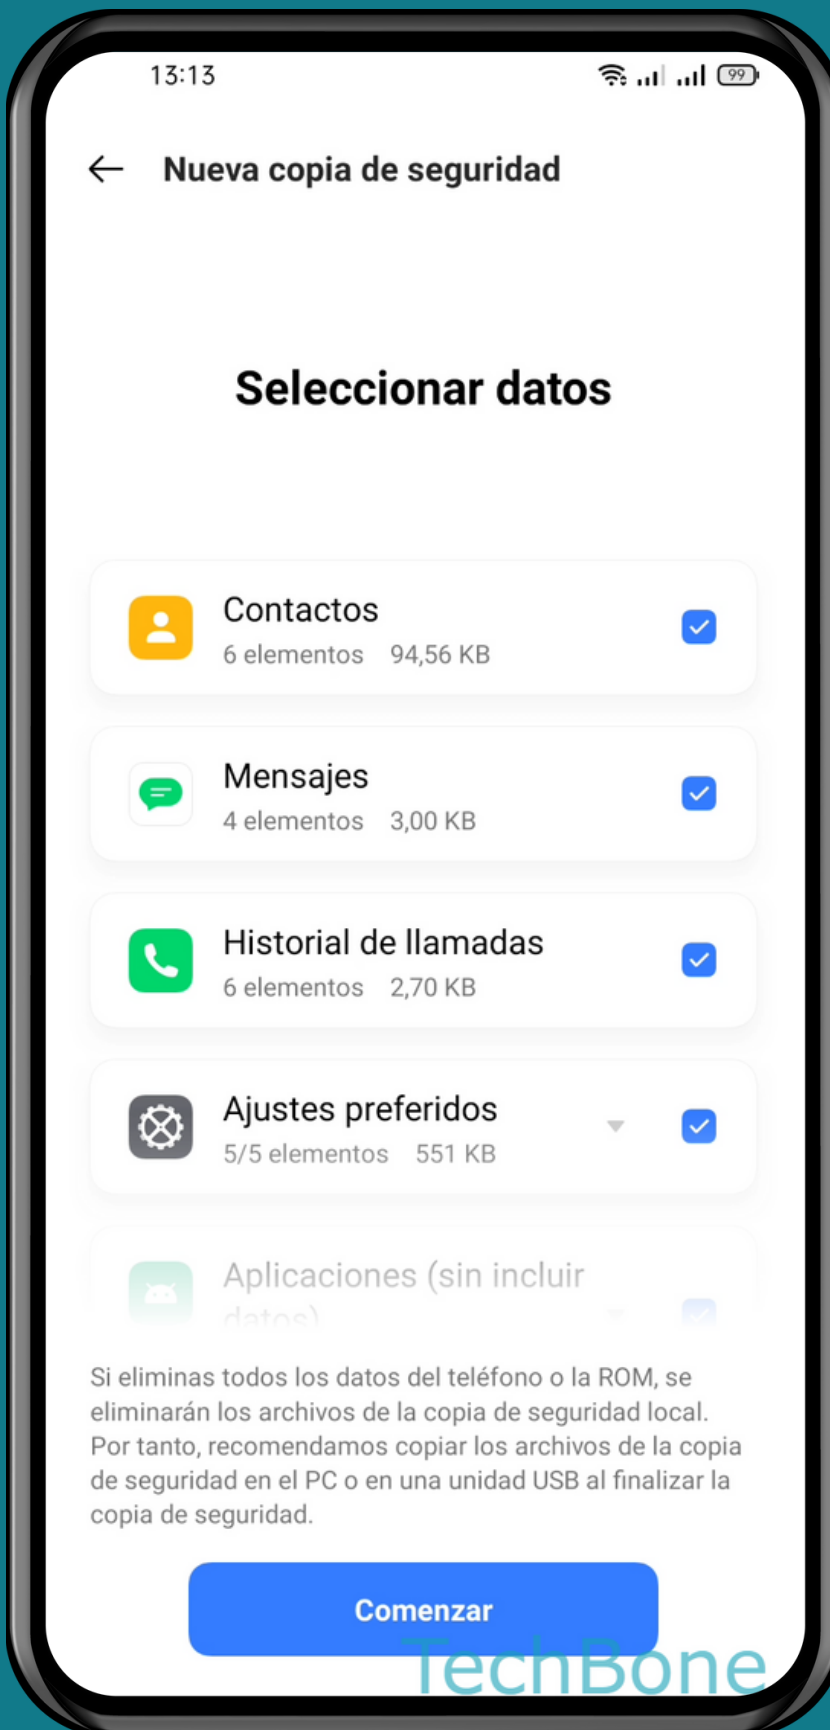 13:13
99
Nueva copia de seguridad
Seleccionar datos
Contactos
6 elementos 94,56 KB
Mensajes
4 elementos 3,00 KB
Historial de llamadas
6 elementos 2,70 KB
Ajustes preferidos
5/5 elementos 551 KB
Aplicaciones (sin incluir
datos)
Si eliminas todos los datos del teléfono o la ROM, se
eliminarán los archivos de la copia de seguridad local.
Por tanto, recomendamos copiar los archivos de la copia
de seguridad en el PC o en una unidad USB al finalizar la
copia de seguridad.
Comenzar
TechBone